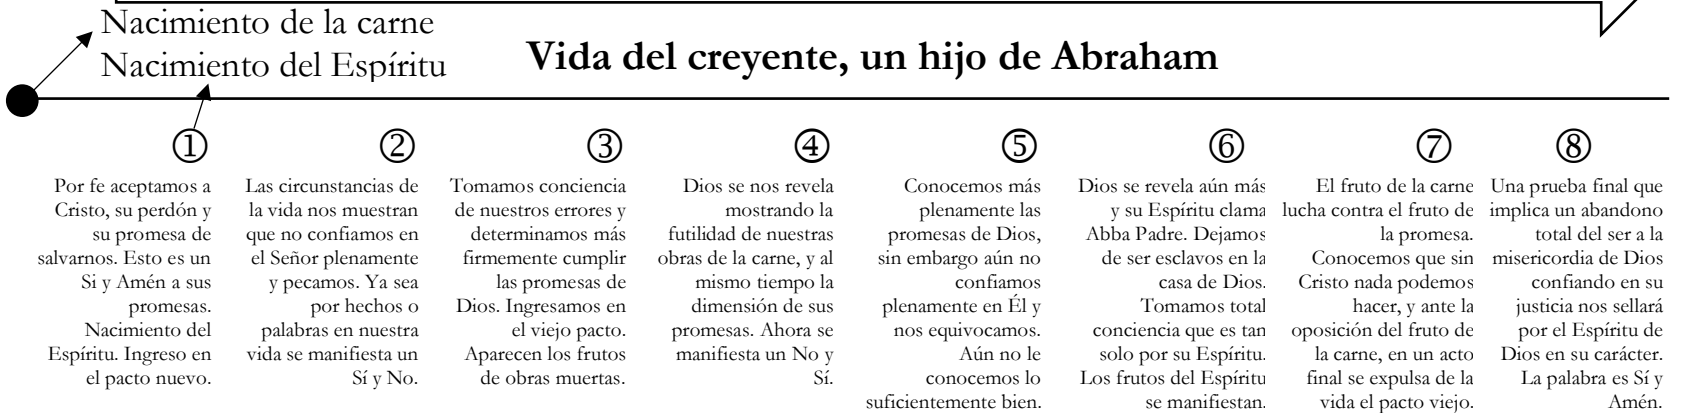 Nacimiento de la carne
Nacimiento del Espíritu
Vida del creyente, un hijo de Abraham
①
Por fe aceptamos a
Cristo, su perdón y
su promesa de
salvarnos. Esto es un
Si y Amén a sus
promesas.
Nacimiento del
Espíritu. Ingreso en
el pacto nuevo.
②
Las circunstancias de
la vida nos muestran
que no confiamos en
el Señor plenamente
y pecamos. Ya sea
por hechos o
palabras en nuestra
vida se manifiesta un
Sí y No.
③
Tomamos conciencia
de nuestros errores y
determinamos más
firmemente cumplir
las promesas de
Dios. Ingresamos en
el viejo pacto.
Aparecen los frutos
de obras muertas.
④
Dios se nos revela
mostrando la
futilidad de nuestras
obras de la carne, y al
mismo tiempo la
dimensión de sus
promesas. Ahora se
manifiesta un No y
Sí.
⑤
Conocemos más
plenamente las
promesas de Dios,
sin embargo aún no
confiamos
plenamente en Él y
nos equivocamos.
Aún no le
conocemos lo
suficientemente bien.
⑥
Dios se revela aún más
y su Espíritu clama
Abba Padre. Dejamos
de ser esclavos en la
casa de Dios.
Tomamos total
conciencia que es tan
solo por su Espíritu.
Los frutos del Espíritu
se manifiestan.
⑦
El fruto de la carne
lucha contra el fruto de
la promesa.
Conocemos que sin
Cristo nada podemos
hacer, y ante la
oposición del fruto de
la carne, en un acto
final se expulsa de la
vida el pacto viejo.
⑧
Una prueba final que
implica un abandono
total del ser a la
misericordia de Dios
confiando en su
justicia nos sellará
por el Espíritu de
Dios en su carácter.
La palabra es Sí y
Amén.